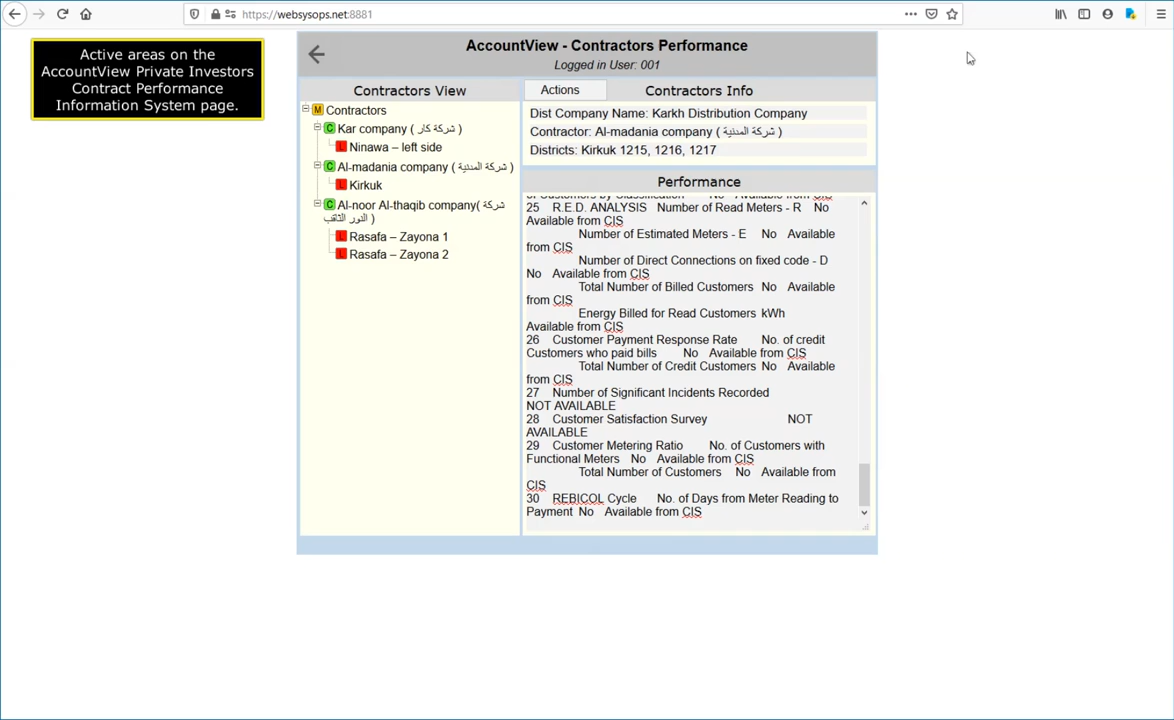 https://websysops.net:8881
Active areas on the
AccountView Private Investors
Contract Performance
Information System page.
AccountView - Contractors Performance
Logged in User: 001
Contractors View
M Contractors
C Kar company ( شركة كار )
L Ninawa – left side
C Al-madania company ( شركة المدنية )
L Kirkuk
C Al-noor Al-thaqib company( شركة
النور الثاقب )
L Rasafa – Zayona 1
L Rasafa – Zayona 2
Actions
Contractors Info
Dist Company Name: Karkh Distribution Company
Contractor: Al-madania company ( شركة المدنية )
Districts: Kirkuk 1215, 1216, 1217
Performance
of Customers by Classification No Available from CIS
25 R.E.D. ANALYSIS Number of Read Meters - R No
Available from CIS
Number of Estimated Meters - E No Available
from CIS
Number of Direct Connections on fixed code - D
No Available from CIS
Total Number of Billed Customers No Available
from CIS
Energy Billed for Read Customers kWh
Available from CIS
26 Customer Payment Response Rate No. of credit
Customers who paid bills No Available from CIS
Total Number of Credit Customers No Available
from CIS
27 Number of Significant Incidents Recorded
NOT AVAILABLE
28 Customer Satisfaction Survey NOT
AVAILABLE
29 Customer Metering Ratio No. of Customers with
Functional Meters No Available from CIS
Total Number of Customers No Available from
CIS
30 REBICOL Cycle No. of Days from Meter Reading to
Payment No Available from CIS